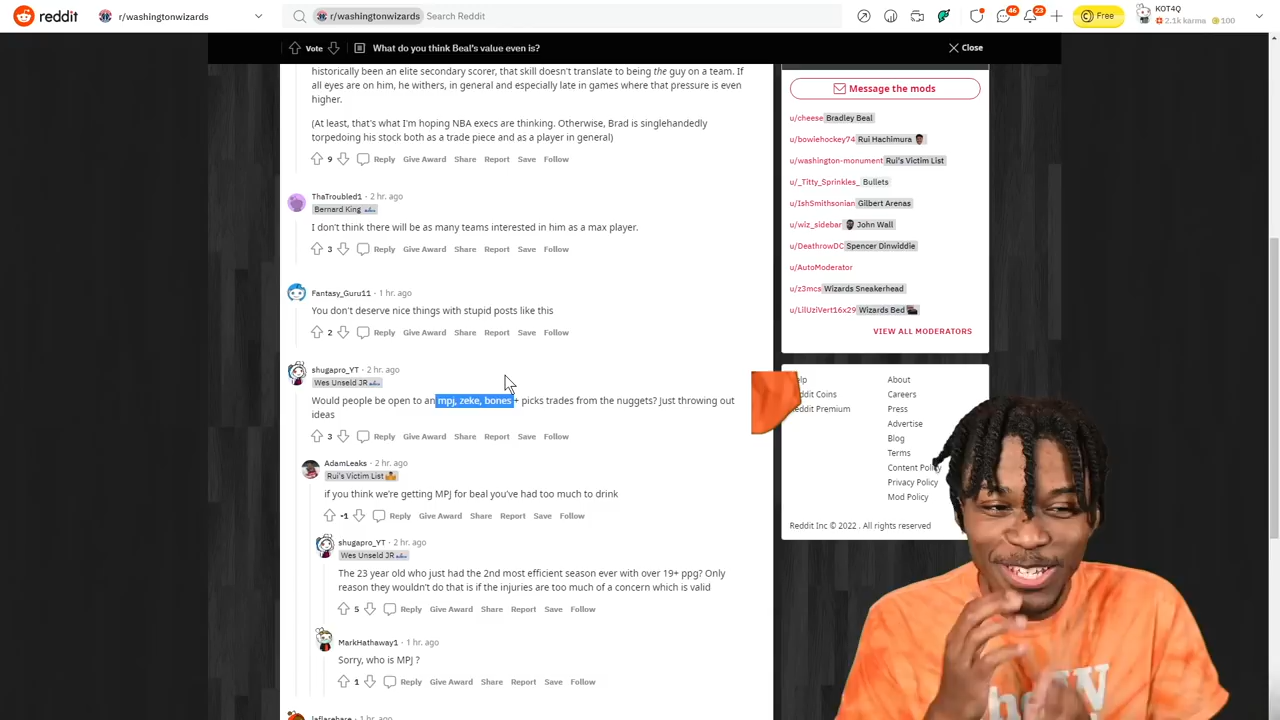 reddit
r/washingtonwizards
r/washingtonwizards Search Reddit
46
23
Free
KOT4Q
2.1k karma 100
Vote
What do you think Beal's value even is?
Close
historically been an elite secondary scorer, that skill doesn't translate to being the guy on a team. If
all eyes are on him, he withers, in general and especially late in games where that pressure is even
higher.
(At least, that's what I'm hoping NBA execs are thinking. Otherwise, Brad is singlehandedly
torpedoing his stock both as a trade piece and as a player in general)
9 Reply Give Award Share Report Save Follow
ThaTroubled1 · 2 hr. ago
Bernard King
I don't think there will be as many teams interested in him as a max player.
3 Reply Give Award Share Report Save Follow
Fantasy_Guru11 · 1 hr. ago
You don't deserve nice things with stupid posts like this
2 Reply Give Award Share Report Save Follow
shugapro_YT · 2 hr. ago
Wes Unseld JR
Would people be open to an mpj, zeke, bones + picks trades from the nuggets? Just throwing out
ideas
3 Reply Give Award Share Report Save Follow
AdamLeaks · 2 hr. ago
Rui's Victim List
if you think we're getting MPJ for beal you've had too much to drink
-1 Reply Give Award Share Report Save Follow
shugapro_YT · 2 hr. ago
Wes Unseld JR
The 23 year old who just had the 2nd most efficient season ever with over 19+ ppg? Only
reason they wouldn't do that is if the injuries are too much of a concern which is valid
5 Reply Give Award Share Report Save Follow
MarkHathaway1 · 1 hr. ago
Sorry, who is MPJ ?
1 Reply Give Award Share Report Save Follow
laflarehare · 1 hr. ago
Message the mods
u/cheese Bradley Beal
u/bowiehockey74 Rui Hachimura
u/washington-monument Rui's Victim List
u/_Titty_Sprinkles_ Bullets
u/IshSmithsonian Gilbert Arenas
u/wiz_sidebar John Wall
u/DeathrowDC Spencer Dinwiddie
u/AutoModerator
u/z3mcs Wizards Sneakerhead
u/LilUziVert16x29 Wizards Bed
VIEW ALL MODERATORS
elp
About
ddit Coins
Careers
eddit Premium
Press
Advertise
Blog
Terms
Content Policy
Privacy Policy
Mod Policy
Reddit Inc © 2022 . All rights reserved